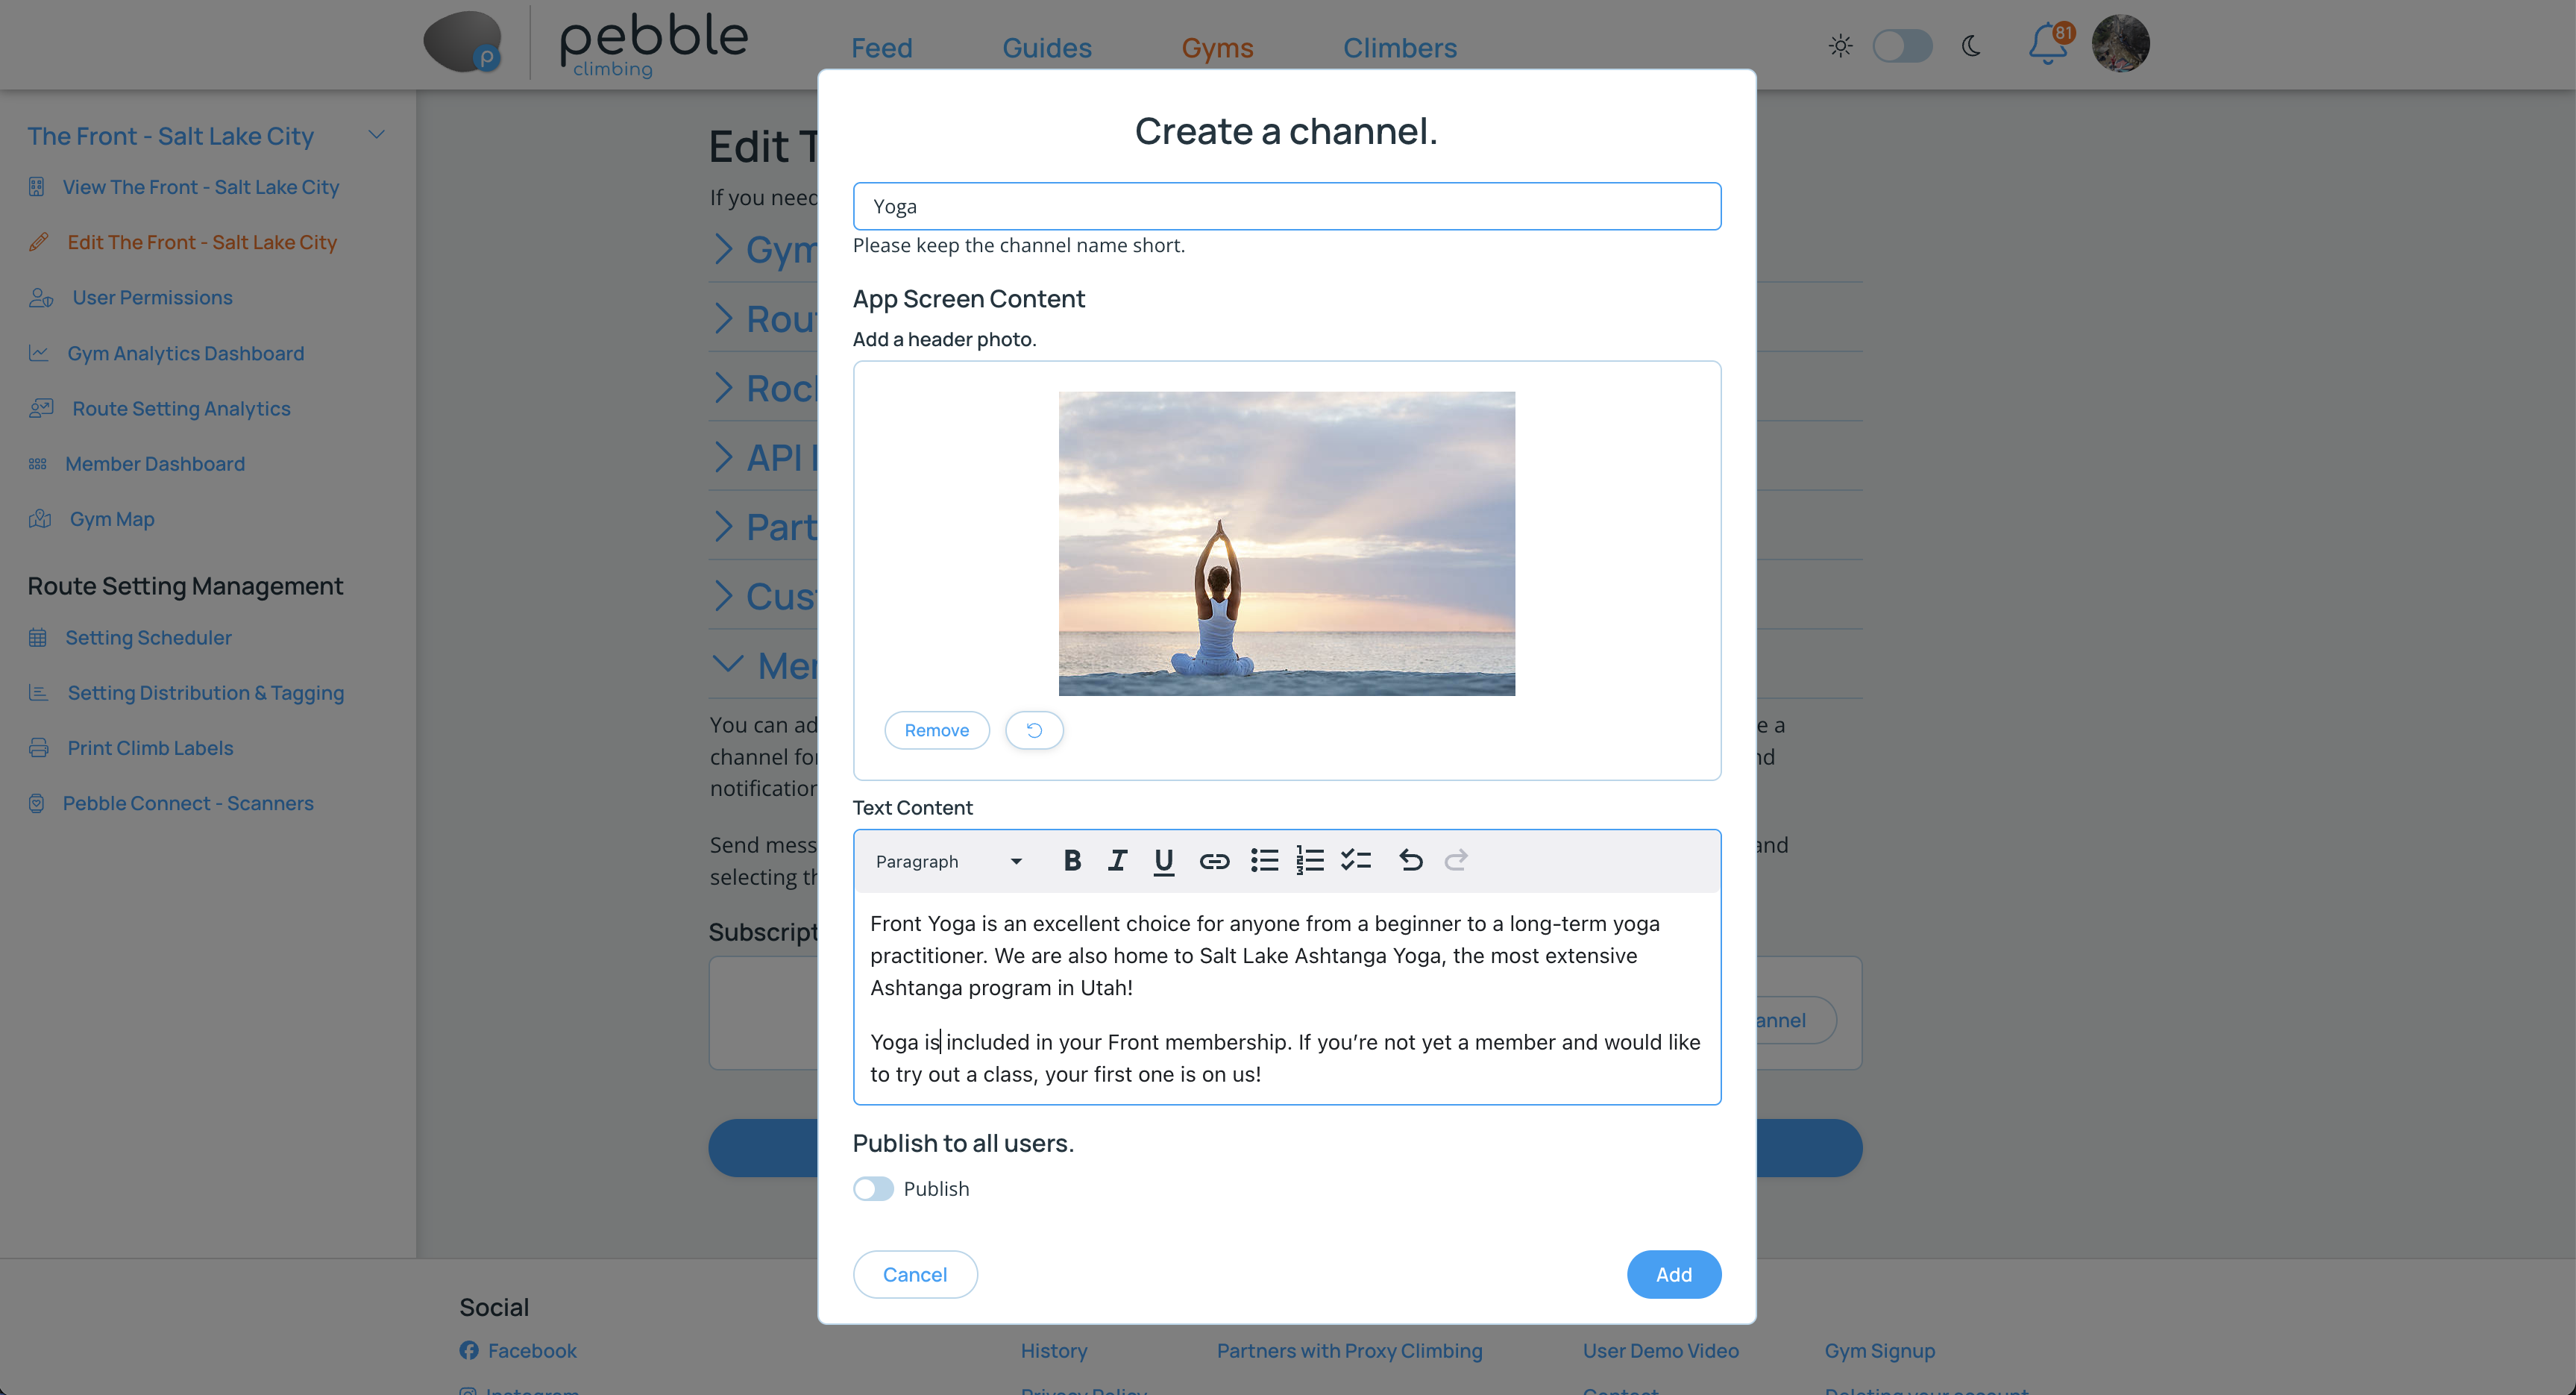 pebble
climbing
p
Feed
Guides
Gyms
Climbers
81
The Front - Salt Lake City
View The Front - Salt Lake City
Edit The Front - Salt Lake City
User Permissions
Gym Analytics Dashboard
Route Setting Analytics
Member Dashboard
Gym Map
Route Setting Management
Setting Scheduler
Setting Distribution & Tagging
Print Climb Labels
Pebble Connect - Scanners
Edit T
If you need
Gym
Rou
Roc
API
Part
Cus
Me
You can ad
channel fo
notification
Send mess
selecting th
Subscript
Create a channel.
Yoga
Please keep the channel name short.
App Screen Content
Add a header photo.
Remove
Text Content
Paragraph
B I U
Front Yoga is an excellent choice for anyone from a beginner to a long-term yoga
practitioner. We are also home to Salt Lake Ashtanga Yoga, the most extensive
Ashtanga program in Utah!
Yoga is included in your Front membership. If you're not yet a member and would like
to try out a class, your first one is on us!
Publish to all users.
Publish
Cancel
Add
e a
nd
and
annel
Social
Facebook
History
Partners with Proxy Climbing
User Demo Video
Gym Signup
Instagram
Privacy Policy
Contact
Deleting your account